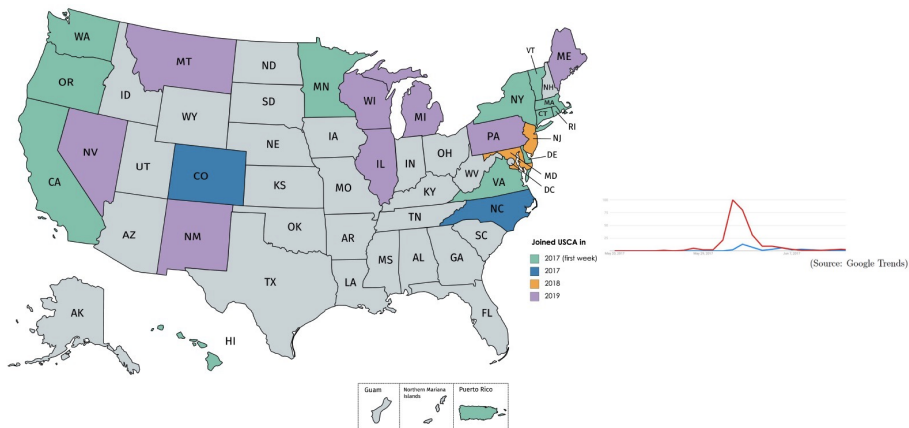 WA
OR
CA
ID
NV
MT
WY
UT
AZ
CO
NM
ND
SD
NE
KS
OK
TX
MN
IA
MO
AR
LA
WI
IL
MI
IN
OH
KY
TN
MS
AL
GA
FL
SC
NC
VA
WV
PA
NY
VT
NH
ME
MA
CT
RI
NJ
DE
MD
DC
AK
HI
Joined USCA in
2017 (first week)
2017
2018
2019
Guam
Northern Mariana
Islands
Puerto Rico
(Source: Google Trends)